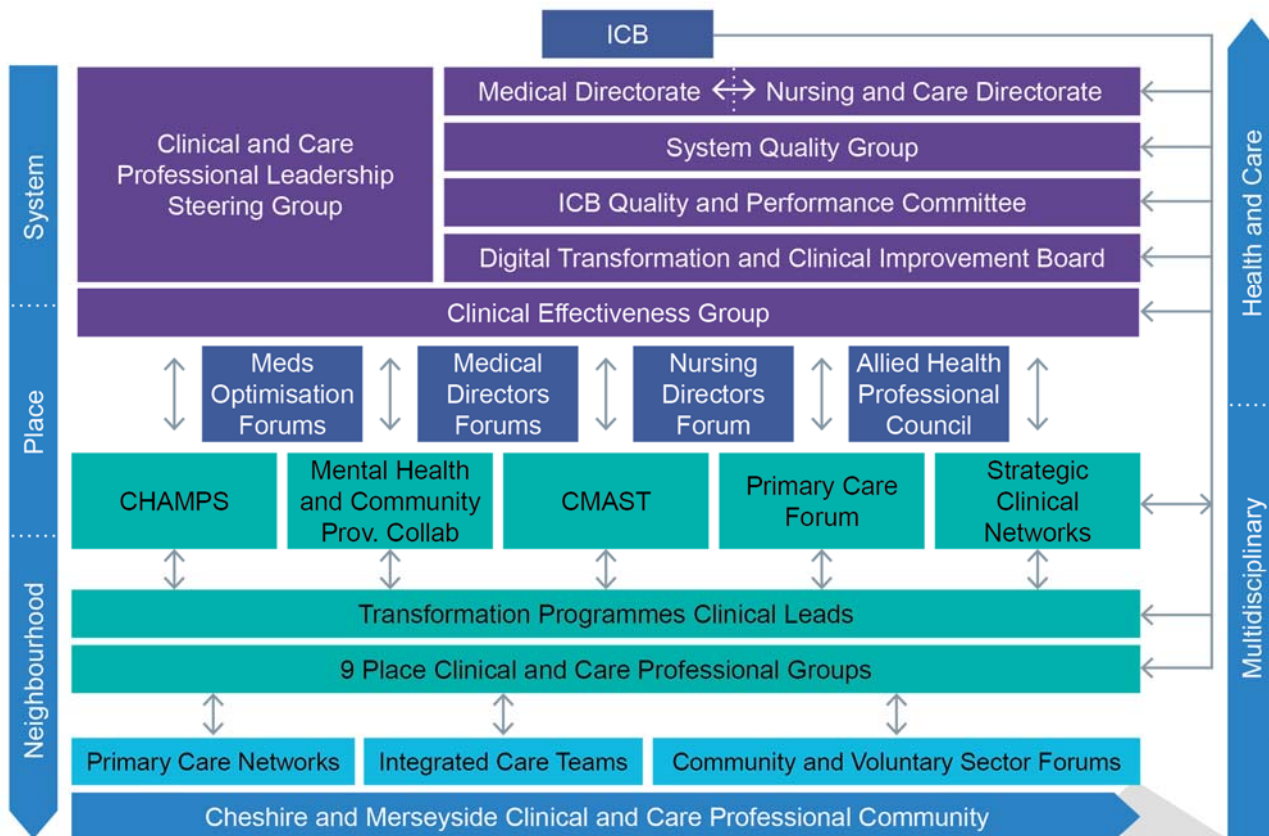 ICB
System
Place
Neighbourhood
Clinical and Care
Professional Leadership
Steering Group
Medical Directorate
Nursing and Care Directorate
System Quality Group
ICB Quality and Performance Committee
Digital Transformation and Clinical Improvement Board
Clinical Effectiveness Group
Meds
Optimisation
Forums
Medical
Directors
Forums
Nursing
Directors
Forum
Allied Health
Professional
Council
CHAMPS
Mental Health
and Community
Prov. Collab
CMAST
Primary Care
Forum
Strategic
Clinical
Networks
Transformation Programmes Clinical Leads
9 Place Clinical and Care Professional Groups
Primary Care Networks
Integrated Care Teams
Community and Voluntary Sector Forums
Cheshire and Merseyside Clinical and Care Professional Community
Health and Care
Multidisciplinary